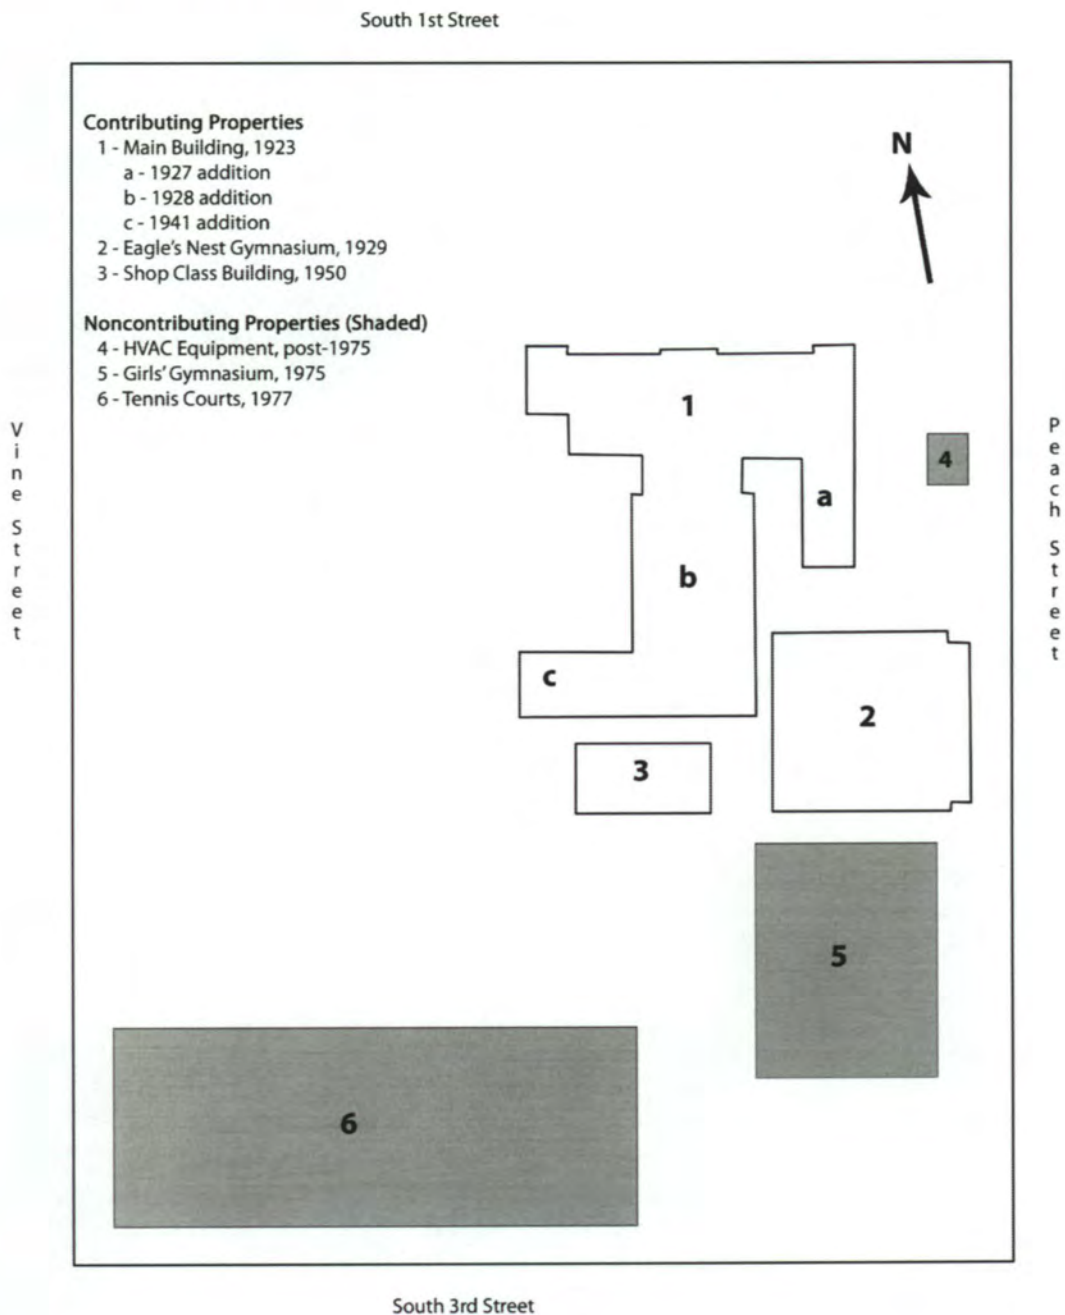 South 1st Street
Contributing Properties
1 - Main Building, 1923
a - 1927 addition
b - 1928 addition
c - 1941 addition
2 - Eagle's Nest Gymnasium, 1929
3 - Shop Class Building, 1950
Noncontributing Properties (Shaded)
4 - HVAC Equipment, post-1975
5 - Girls' Gymnasium, 1975
6 - Tennis Courts, 1977
N
Vine Street
Peach Street
1
4
a
b
c
2
3
5
6
South 3rd Street